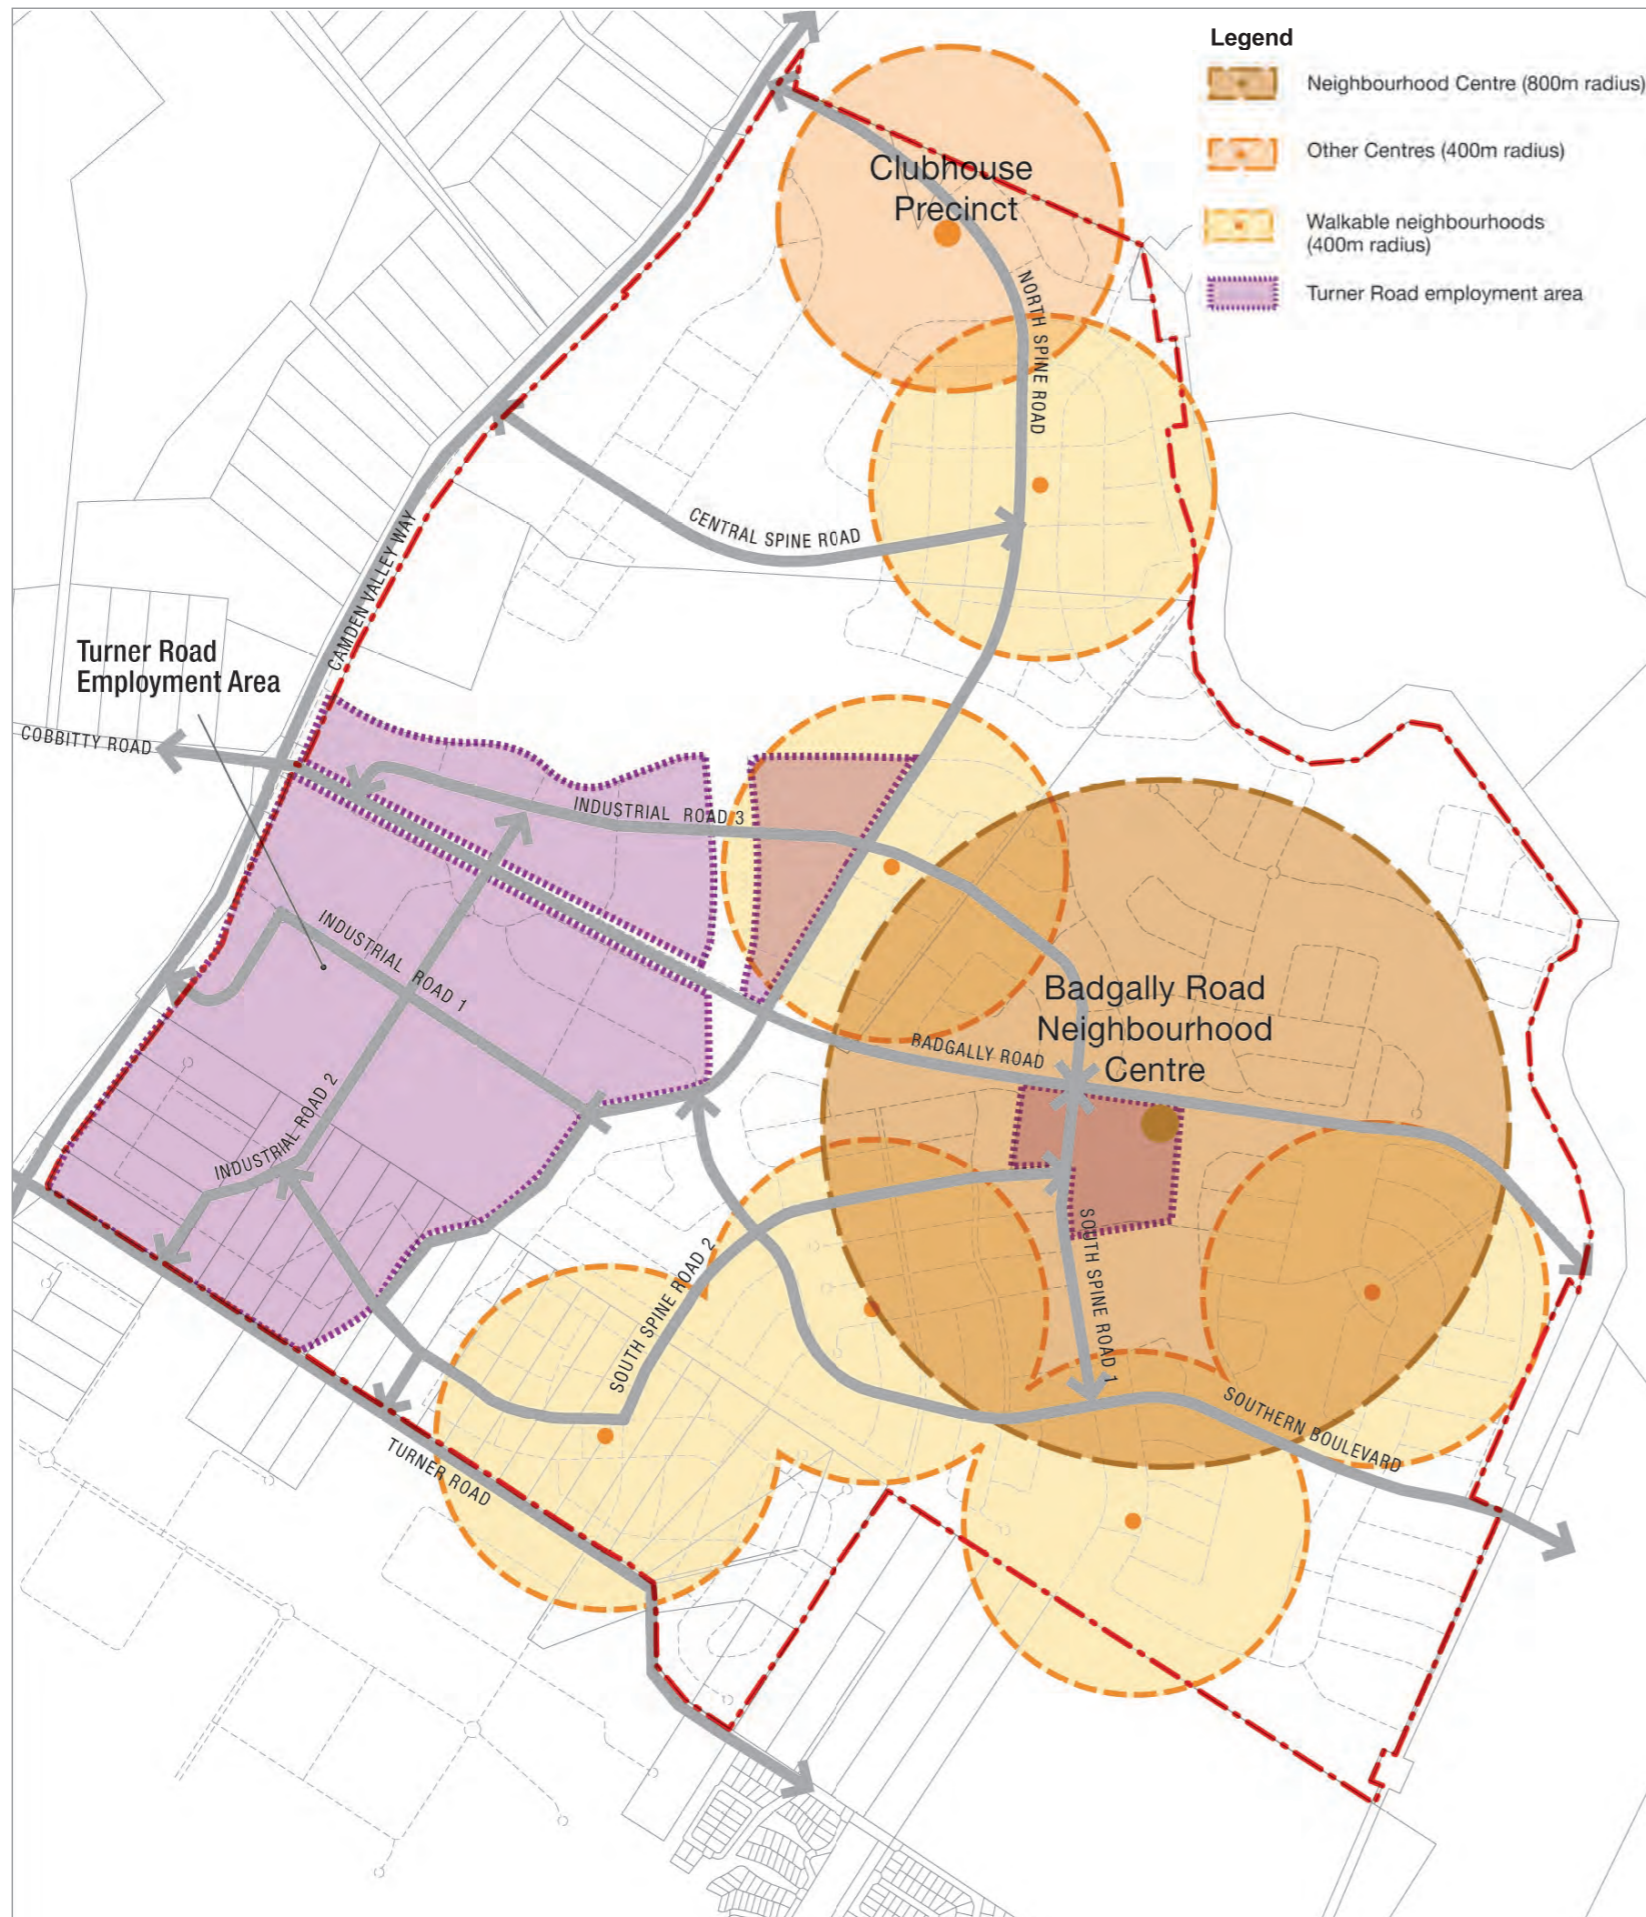 Legend
Neighbourhood Centre (800m radius)
Other Centres (400m radius)
Walkable neighbourhoods
(400m radius)
Turner Road employment area
Clubhouse
Precinct
NORTH SPINE ROAD
CENTRAL SPINE ROAD
CAMDEN VALLEY WAY
Turner Road
Employment Area
COBBITTY ROAD
INDUSTRIAL ROAD 3
INDUSTRIAL ROAD 1
Badgally Road
Neighbourhood
Centre
BADGALLY ROAD
INDUSTRIAL ROAD 2
SOUTH SPINE ROAD 2
SOUTH SPINE ROAD 1
SOUTHERN BOULEVARD
TURNER ROAD